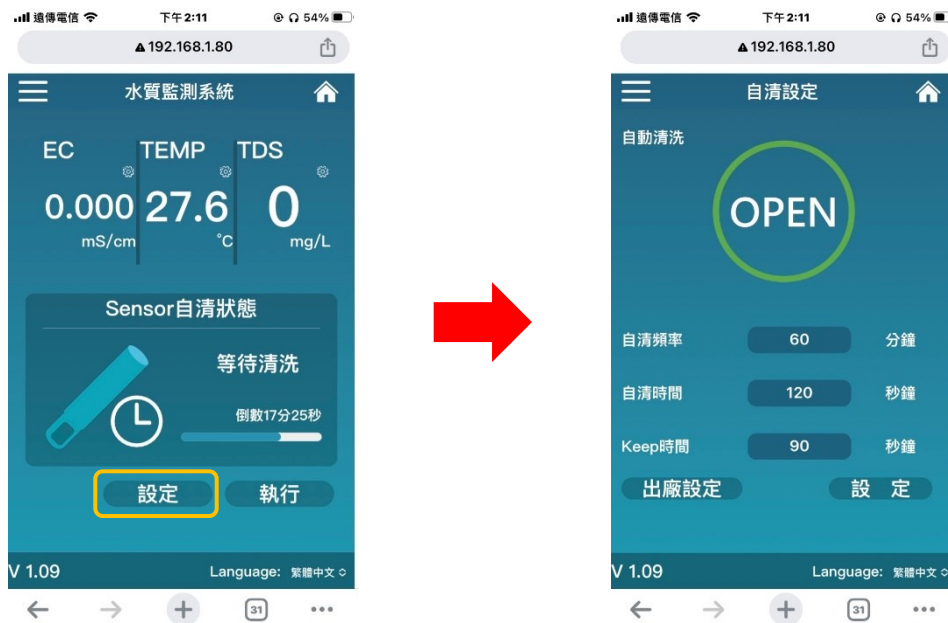 遠傳電信 下午2:11 54%
192.168.1.80
水質監測系統
EC TEMP TDS
0.000 27.6 0
mS/cm °C mg/L
Sensor自清狀態
等待清洗
倒數17分25秒
設定 執行
V 1.09 Language: 繁體中文
31
遠傳電信 下午2:11 54%
192.168.1.80
自清設定
自動清洗
OPEN
自清頻率 60 分鐘
自清時間 120 秒鐘
Keep時間 90 秒鐘
出廠設定 設 定
V 1.09 Language: 繁體中文
31